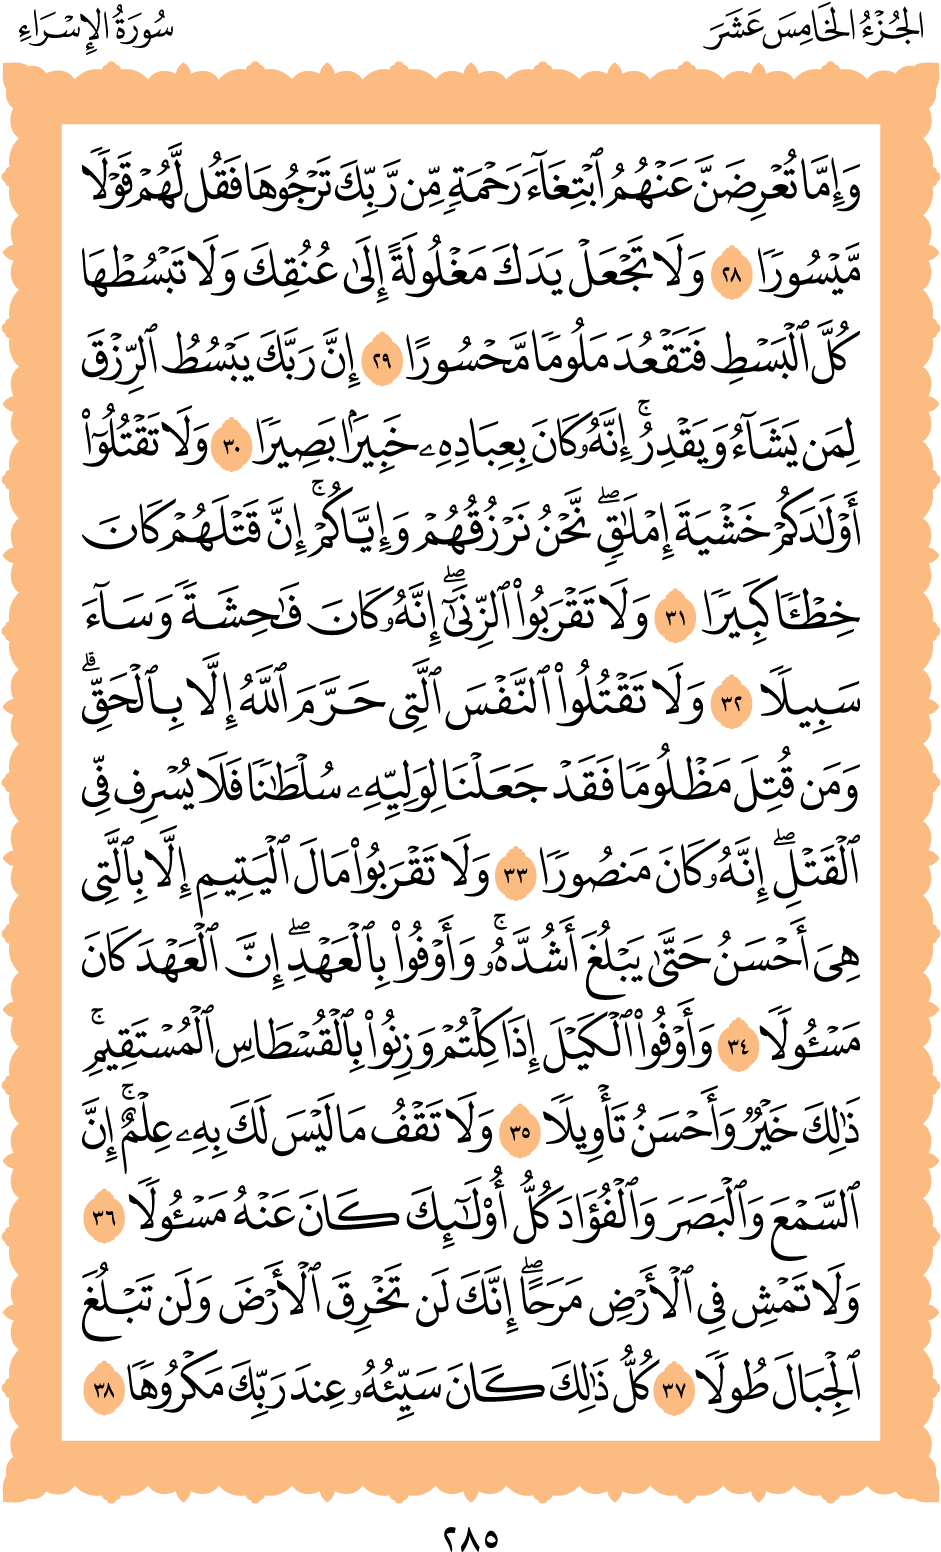 الجُزْءُ الخَامِسَ عَشَرَ
سُورَةُ الإِسْرَاءِ
وَإِمَّا تُعْرِضَنَّ عَنْهُمُ ٱبْتِغَآءَ رَحْمَةٍ مِّن رَّبِّكَ تَرْجُوهَا فَقُل لَّهُمْ قَوْلًا
مَّيْسُورًا ٢٨ وَلَا تَجْعَلْ يَدَكَ مَغْلُولَةً إِلَىٰ عُنُقِكَ وَلَا تَبْسُطْهَا
كُلَّ ٱلْبَسْطِ فَتَقْعُدَ مَلُومًا مَّحْسُورًا ٢٩ إِنَّ رَبَّكَ يَبْسُطُ ٱلرِّزْقَ
لِمَن يَشَآءُ وَيَقْدِرُ ۚ إِنَّهُۥ كَانَ بِعِبَادِهِۦ خَبِيرًۢا بَصِيرًا ٣٠ وَلَا تَقْتُلُوٓا۟
أَوْلَٰدَكُمْ خَشْيَةَ إِمْلَٰقٍ ۖ نَّحْنُ نَرْزُقُهُمْ وَإِيَّاكُمْ ۚ إِنَّ قَتْلَهُمْ كَانَ
خِطْـًٔا كَبِيرًا ٣١ وَلَا تَقْرَبُوا۟ ٱلزِّنَىٰٓ ۖ إِنَّهُۥ كَانَ فَٰحِشَةً وَسَآءَ
سَبِيلًا ٣٢ وَلَا تَقْتُلُوا۟ ٱلنَّفْسَ ٱلَّتِى حَرَّمَ ٱللَّهُ إِلَّا بِٱلْحَقِّ ۗ
وَمَن قُتِلَ مَظْلُومًا فَقَدْ جَعَلْنَا لِوَلِيِّهِۦ سُلْطَٰنًا فَلَا يُسْرِف فِّى
ٱلْقَتْلِ ۖ إِنَّهُۥ كَانَ مَنصُورًا ٣٣ وَلَا تَقْرَبُوا۟ مَالَ ٱلْيَتِيمِ إِلَّا بِٱلَّتِى
هِىَ أَحْسَنُ حَتَّىٰ يَبْلُغَ أَشُدَّهُۥ ۚ وَأَوْفُوا۟ بِٱلْعَهْدِ ۖ إِنَّ ٱلْعَهْدَ كَانَ
مَسْـُٔولًا ٣٤ وَأَوْفُوا۟ ٱلْكَيْلَ إِذَا كِلْتُمْ وَزِنُوا۟ بِٱلْقُسْطَاسِ ٱلْمُسْتَقِيمِ ۚ
ذَٰلِكَ خَيْرٌ وَأَحْسَنُ تَأْوِيلًا ٣٥ وَلَا تَقْفُ مَا لَيْسَ لَكَ بِهِۦ عِلْمٌ ۚ إِنَّ
ٱلسَّمْعَ وَٱلْبَصَرَ وَٱلْفُؤَادَ كُلُّ أُو۟لَٰٓئِكَ كَانَ عَنْهُ مَسْـُٔولًا ٣٦
وَلَا تَمْشِ فِى ٱلْأَرْضِ مَرَحًا ۖ إِنَّكَ لَن تَخْرِقَ ٱلْأَرْضَ وَلَن تَبْلُغَ
ٱلْجِبَالَ طُولًا ٣٧ كُلُّ ذَٰلِكَ كَانَ سَيِّئُهُۥ عِندَ رَبِّكَ مَكْرُوهًا ٣٨
٢٨٥